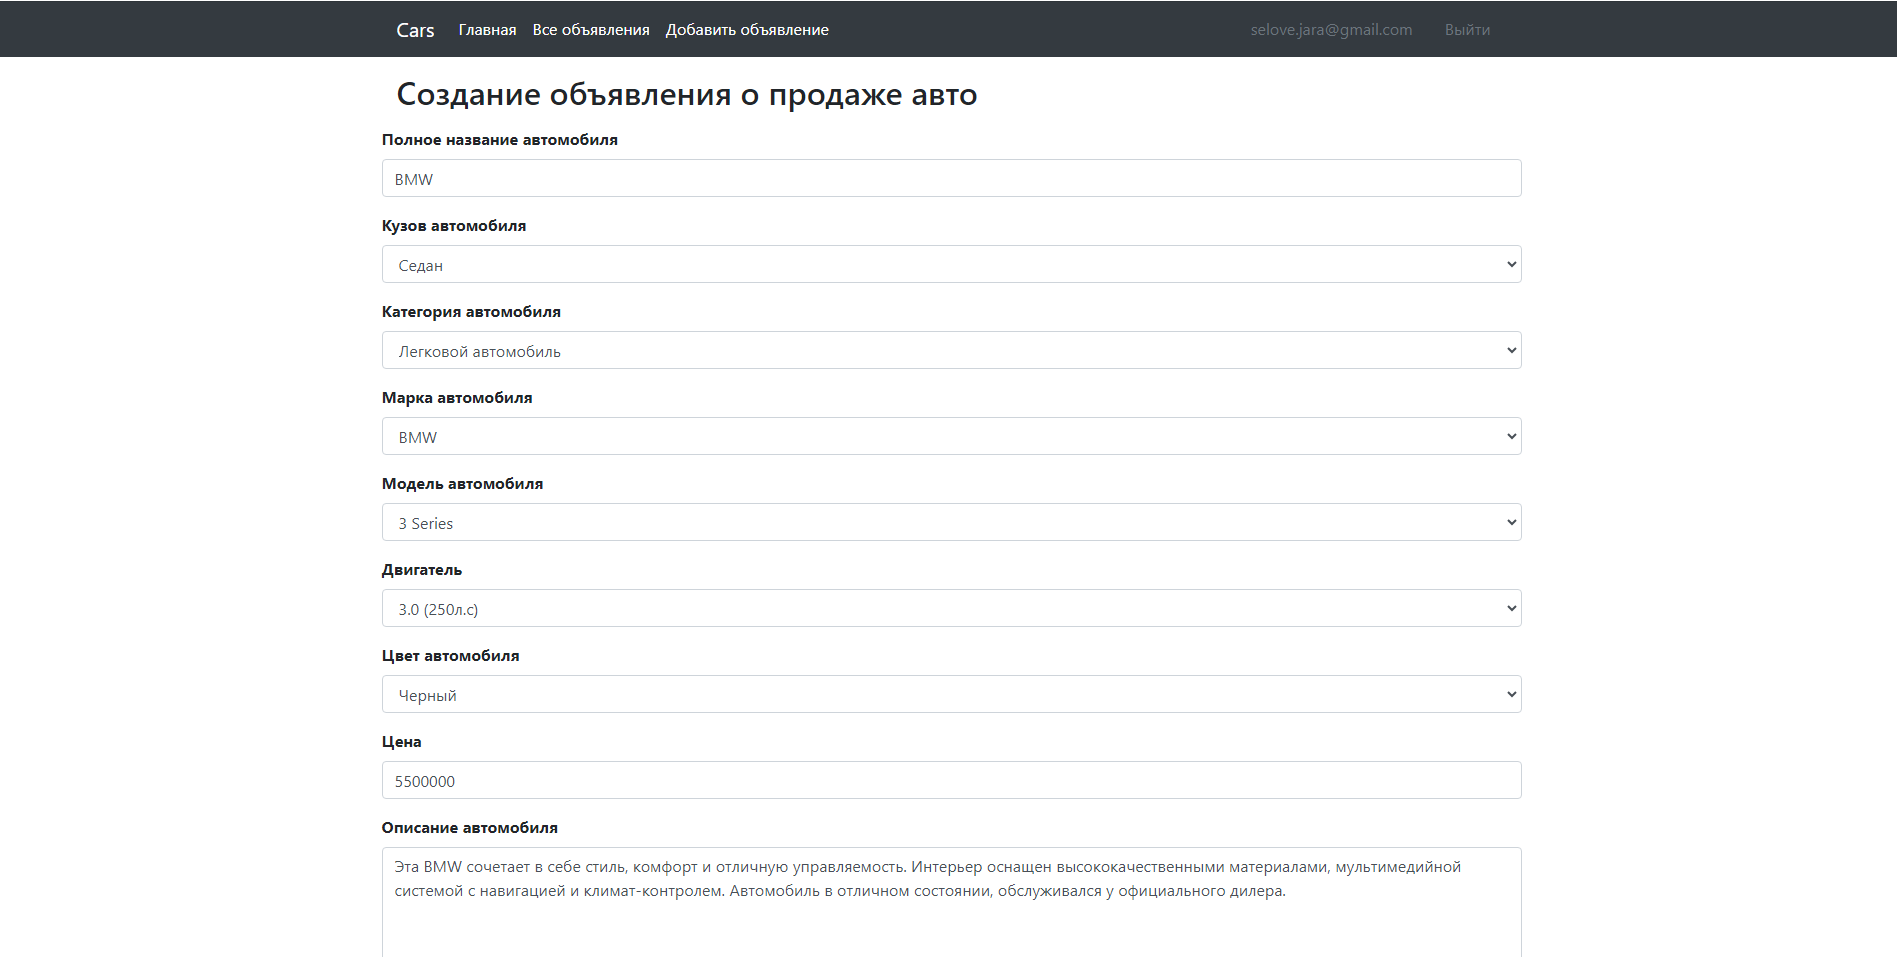 Cars Главная Все объявления Добавить объявление selove.jara@gmail.com Выйти
Создание объявления о продаже авто
Полное название автомобиля
BMW
Кузов автомобиля
Седан
Категория автомобиля
Легковой автомобиль
Марка автомобиля
BMW
Модель автомобиля
3 Series
Двигатель
3.0 (250л.с)
Цвет автомобиля
Черный
Цена
5500000
Описание автомобиля
Эта BMW сочетает в себе стиль, комфорт и отличную управляемость. Интерьер оснащен высококачественными материалами, мультимедийной
системой с навигацией и климат-контролем. Автомобиль в отличном состоянии, обслуживался у официального дилера.